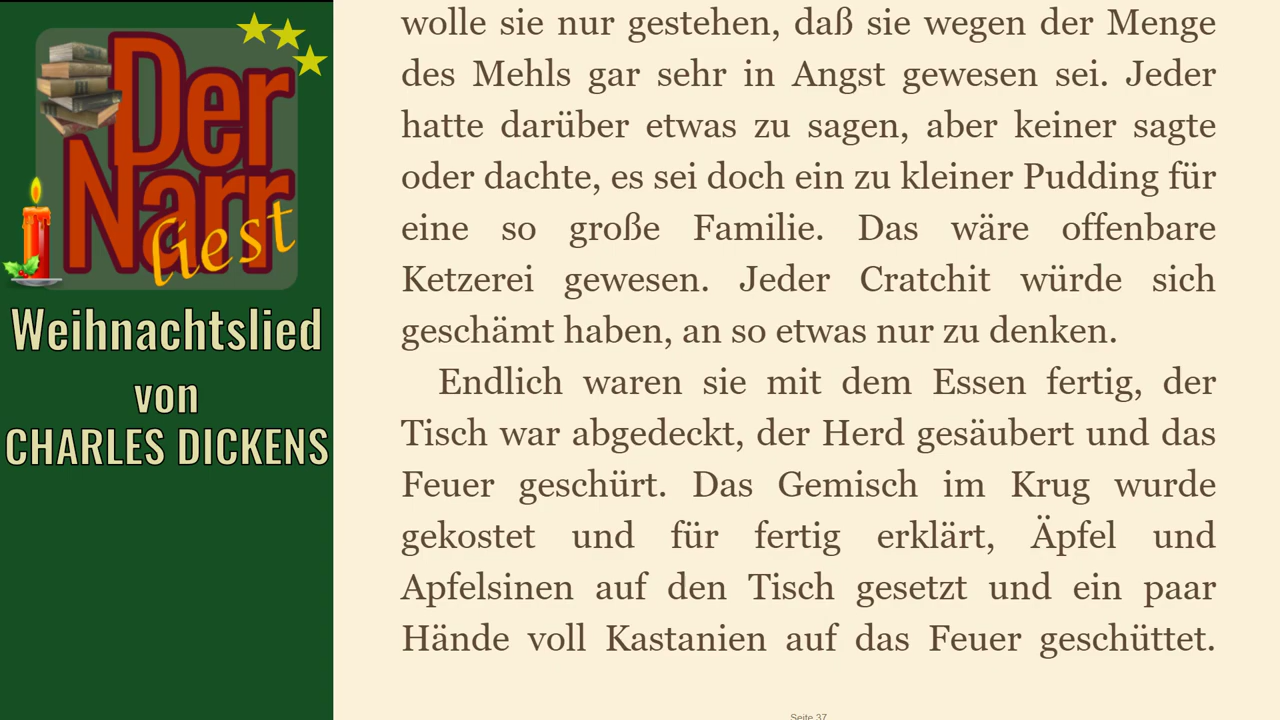 Der
Narr
liest
Weihnachtslied
von
CHARLES DICKENS
wolle sie nur gestehen, daß sie wegen der Menge
des Mehls gar sehr in Angst gewesen sei. Jeder
hatte darüber etwas zu sagen, aber keiner sagte
oder dachte, es sei doch ein zu kleiner Pudding für
eine so große Familie. Das wäre offenbare
Ketzerei gewesen. Jeder Cratchit würde sich
geschämt haben, an so etwas nur zu denken.
Endlich waren sie mit dem Essen fertig, der
Tisch war abgedeckt, der Herd gesäubert und das
Feuer geschürt. Das Gemisch im Krug wurde
gekostet und für fertig erklärt, Äpfel und
Apfelsinen auf den Tisch gesetzt und ein paar
Hände voll Kastanien auf das Feuer geschüttet.
Seite 37